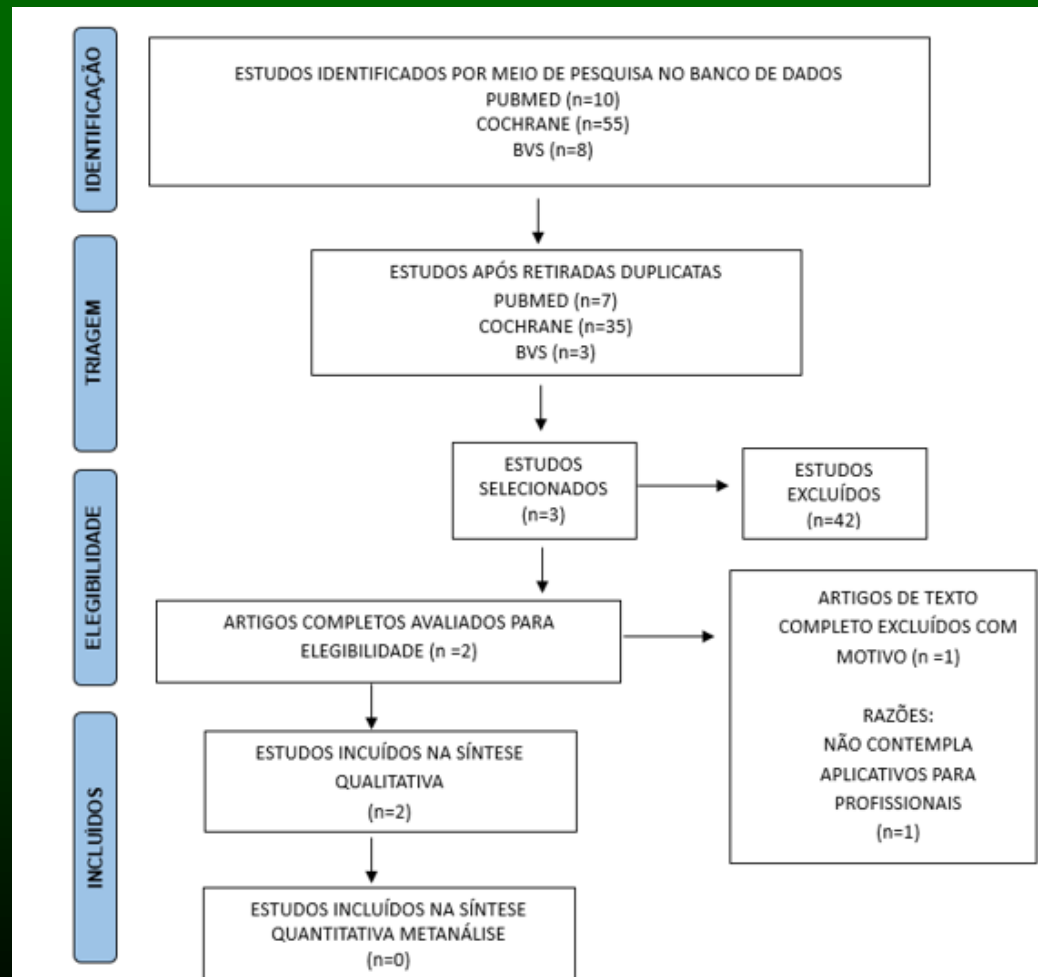 IDENTIFICAÇÃO
ESTUDOS IDENTIFICADOS POR MEIO DE PESQUISA NO BANCO DE DADOS
PUBMED (n=10)
COCHRANE (n=55)
BVS (n=8)
TRIAGEM
ESTUDOS APÓS RETIRADAS DUPLICATAS
PUBMED (n=7)
COCHRANE (n=35)
BVS (n=3)
ELEGIBILIDADE
ESTUDOS
SELECIONADOS
(n=3)
ESTUDOS
EXCLUÍDOS
(n=42)
ARTIGOS COMPLETOS AVALIADOS PARA
ELEGIBILIDADE (n =2)
ARTIGOS DE TEXTO
COMPLETO EXCLUÍDOS COM
MOTIVO (n =1)
RAZÕES:
NÃO CONTEMPLA
APLICATIVOS PARA
PROFISSIONAIS
(n=1)
INCLUÍDOS
ESTUDOS INCUÍDOS NA SÍNTESE
QUALITATIVA
(n=2)
ESTUDOS INCLUÍDOS NA SÍNTESE
QUANTITATIVA METANÁLISE
(n=0)